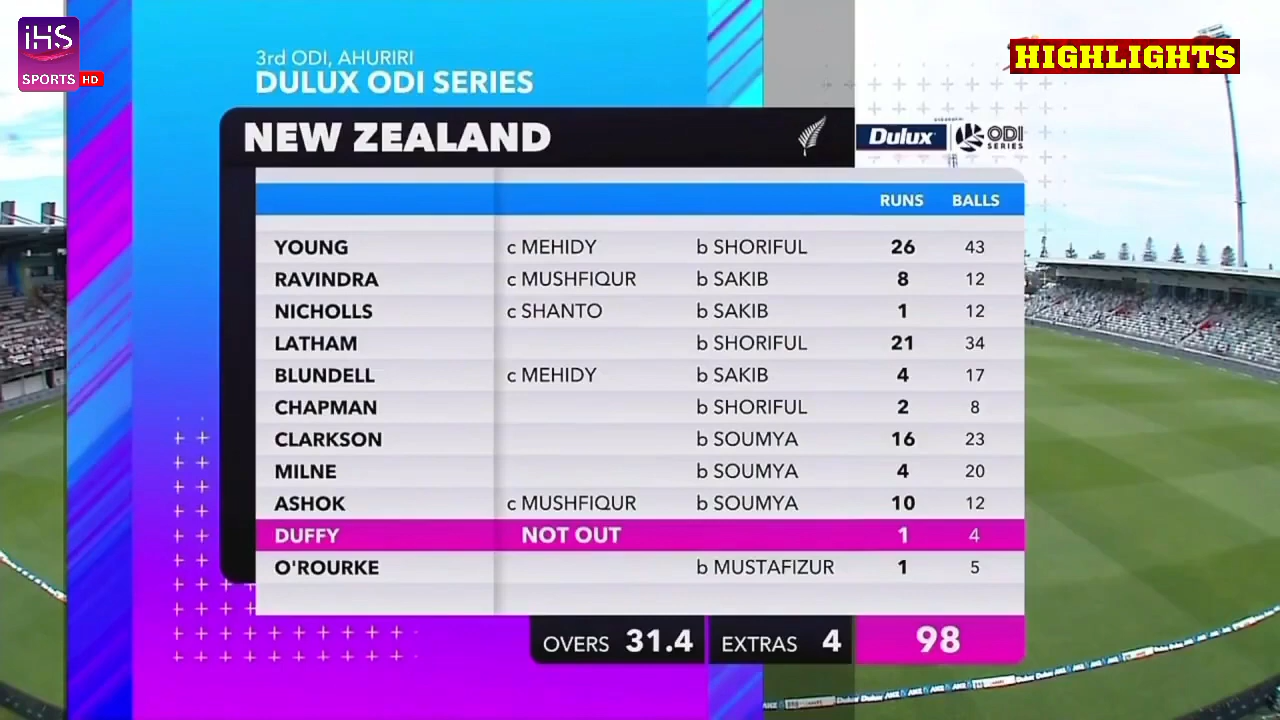 iHS
SPORTS HD
3rd ODI, AHURIRI
DULUX ODI SERIES
HIGHLIGHTS
NEW ZEALAND
Dulux ODI
SERIES
RUNS BALLS
YOUNG c MEHIDY b SHORIFUL 26 43
RAVINDRA c MUSHFIQUR b SAKIB 8 12
NICHOLLS c SHANTO b SAKIB 1 12
LATHAM b SHORIFUL 21 34
BLUNDELL c MEHIDY b SAKIB 4 17
CHAPMAN b SHORIFUL 2 8
CLARKSON b SOUMYA 16 23
MILNE b SOUMYA 4 20
ASHOK c MUSHFIQUR b SOUMYA 10 12
DUFFY NOT OUT 1 4
O'ROURKE b MUSTAFIZUR 1 5
OVERS 31.4 EXTRAS 4 98